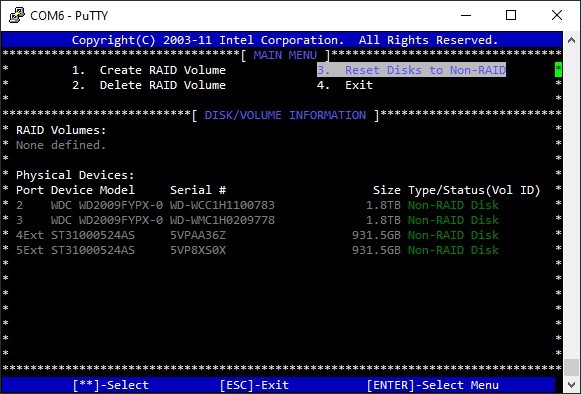 COM6 - PuTTY
Copyright(C) 2003-11 Intel Corporation.  All Rights Reserved.
[ MAIN MENU ]
1.  Create RAID Volume  3.  Reset Disks to Non-RAID
2.  Delete RAID Volume  4.  Exit
[ DISK/VOLUME INFORMATION ]
RAID Volumes:
None defined.
Physical Devices:
Port Device Model  Serial #  Size Type/Status(Vol ID)
2  WDC WD2009FYPX-0 WD-WCC1H1100783  1.8TB Non-RAID Disk
3  WDC WD2009FYPX-0 WD-WMC1H0209778  1.8TB Non-RAID Disk
4Ext ST31000524AS  5VPAA36Z  931.5GB Non-RAID Disk
5Ext ST31000524AS  5VP8XS0X  931.5GB Non-RAID Disk
[**]-Select  [ESC]-Exit  [ENTER]-Select Menu